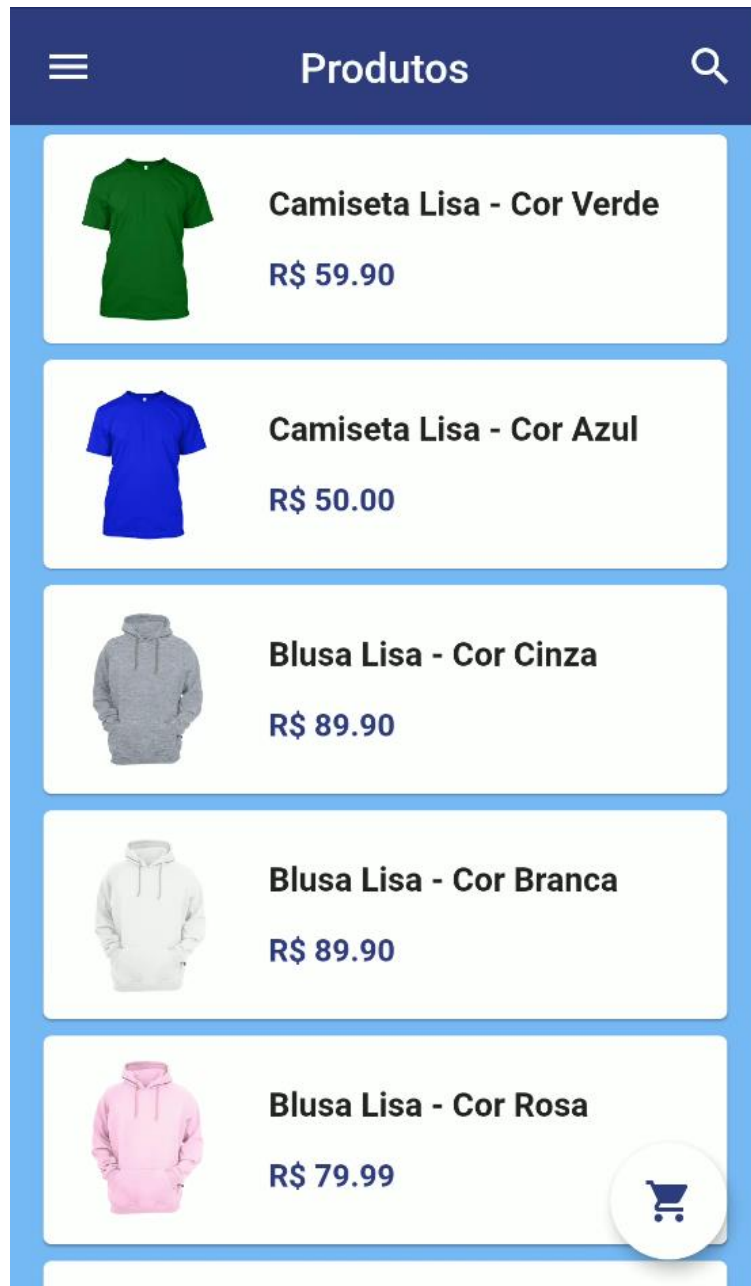 Produtos
Camiseta Lisa - Cor Verde
R$ 59.90
Camiseta Lisa - Cor Azul
R$ 50.00
Blusa Lisa - Cor Cinza
R$ 89.90
Blusa Lisa - Cor Branca
R$ 89.90
Blusa Lisa - Cor Rosa
R$ 79.99